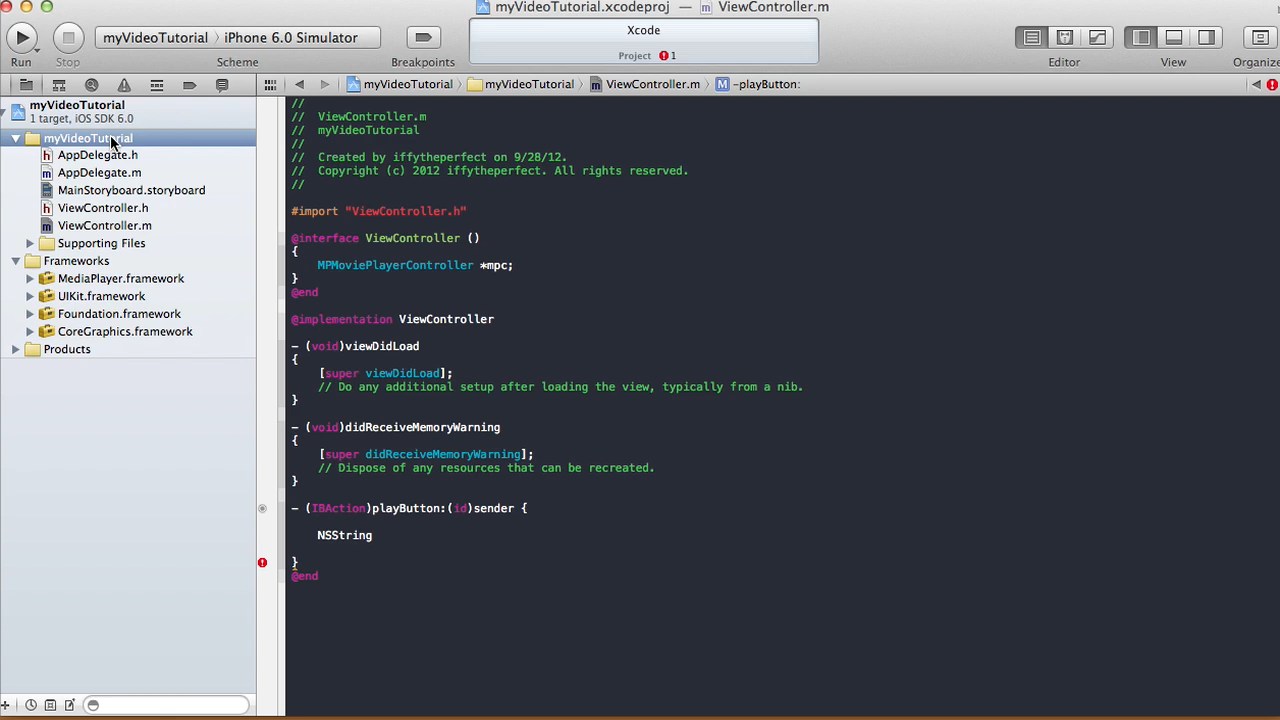 myVideoTutorial.xcodeproj — ViewController.m
Run
Stop
myVideoTutorial › iPhone 6.0 Simulator
Scheme
Breakpoints
Xcode
Project 1
Editor
View
Organize
myVideoTutorial
myVideoTutorial
ViewController.m
-playButton:
myVideoTutorial
1 target, iOS SDK 6.0
myVideoTutorial
AppDelegate.h
AppDelegate.m
MainStoryboard.storyboard
ViewController.h
ViewController.m
Supporting Files
Frameworks
MediaPlayer.framework
UIKit.framework
Foundation.framework
CoreGraphics.framework
Products
//
//  ViewController.m
//  myVideoTutorial
//
//  Created by iffytheperfect on 9/28/12.
//  Copyright (c) 2012 iffytheperfect. All rights reserved.
//
#import "ViewController.h"
@interface ViewController ()
{
MPMoviePlayerController *mpc;
}
@end
@implementation ViewController
- (void)viewDidLoad
{
[super viewDidLoad];
// Do any additional setup after loading the view, typically from a nib.
}
- (void)didReceiveMemoryWarning
{
[super didReceiveMemoryWarning];
// Dispose of any resources that can be recreated.
}
- (IBAction)playButton:(id)sender {
NSString
}
@end